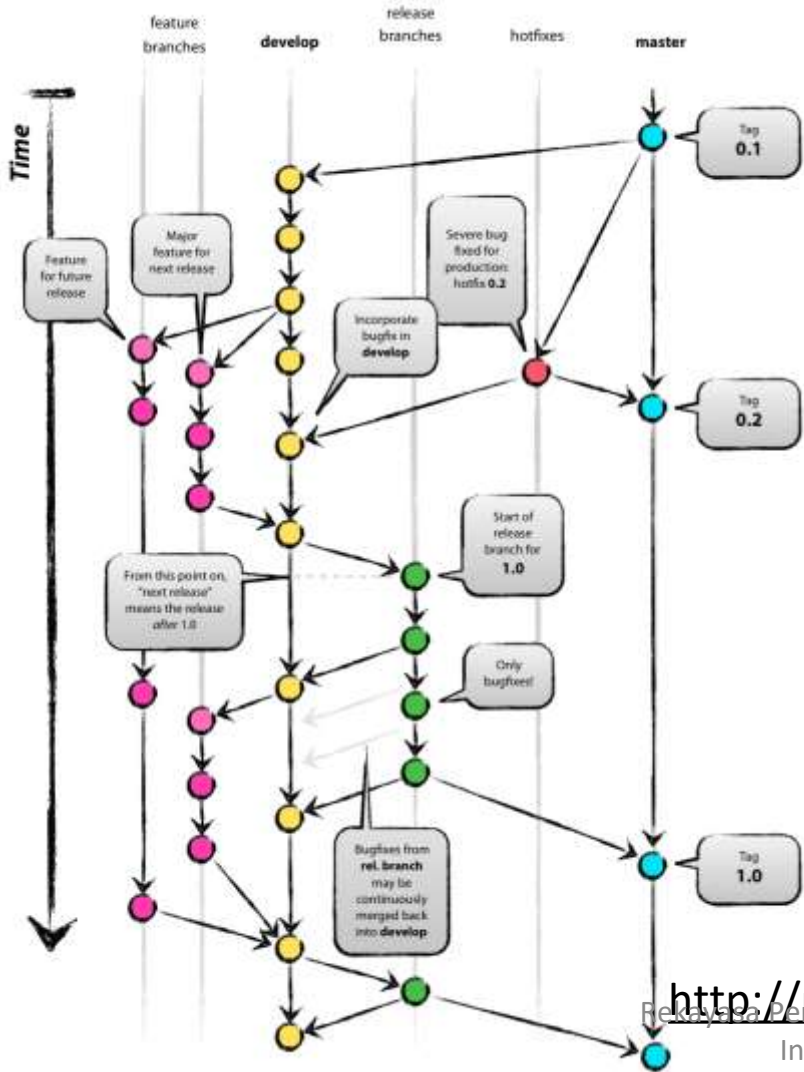 feature
branches
develop
release
branches
hotfixes
master
Time
Tag
0.1
Major
feature for
next release
Feature
for future
release
Severe bug
fixed for
production:
hotfix 0.2
Incorporate
bugfix in
develop
Tag
0.2
Start of
release
branch for
1.0
From this point on,
"next release"
means the release
after 1.0
Only
bugfixes!
Bugfixes from
rel. branch
may be
continuously
merged back
into develop
Tag
1.0
http://
Rekayasa
In